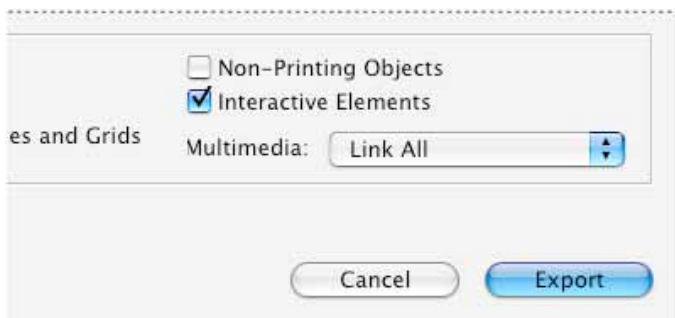 Non-Printing Objects
Interactive Elements
es and Grids
Multimedia: Link All
Cancel Export